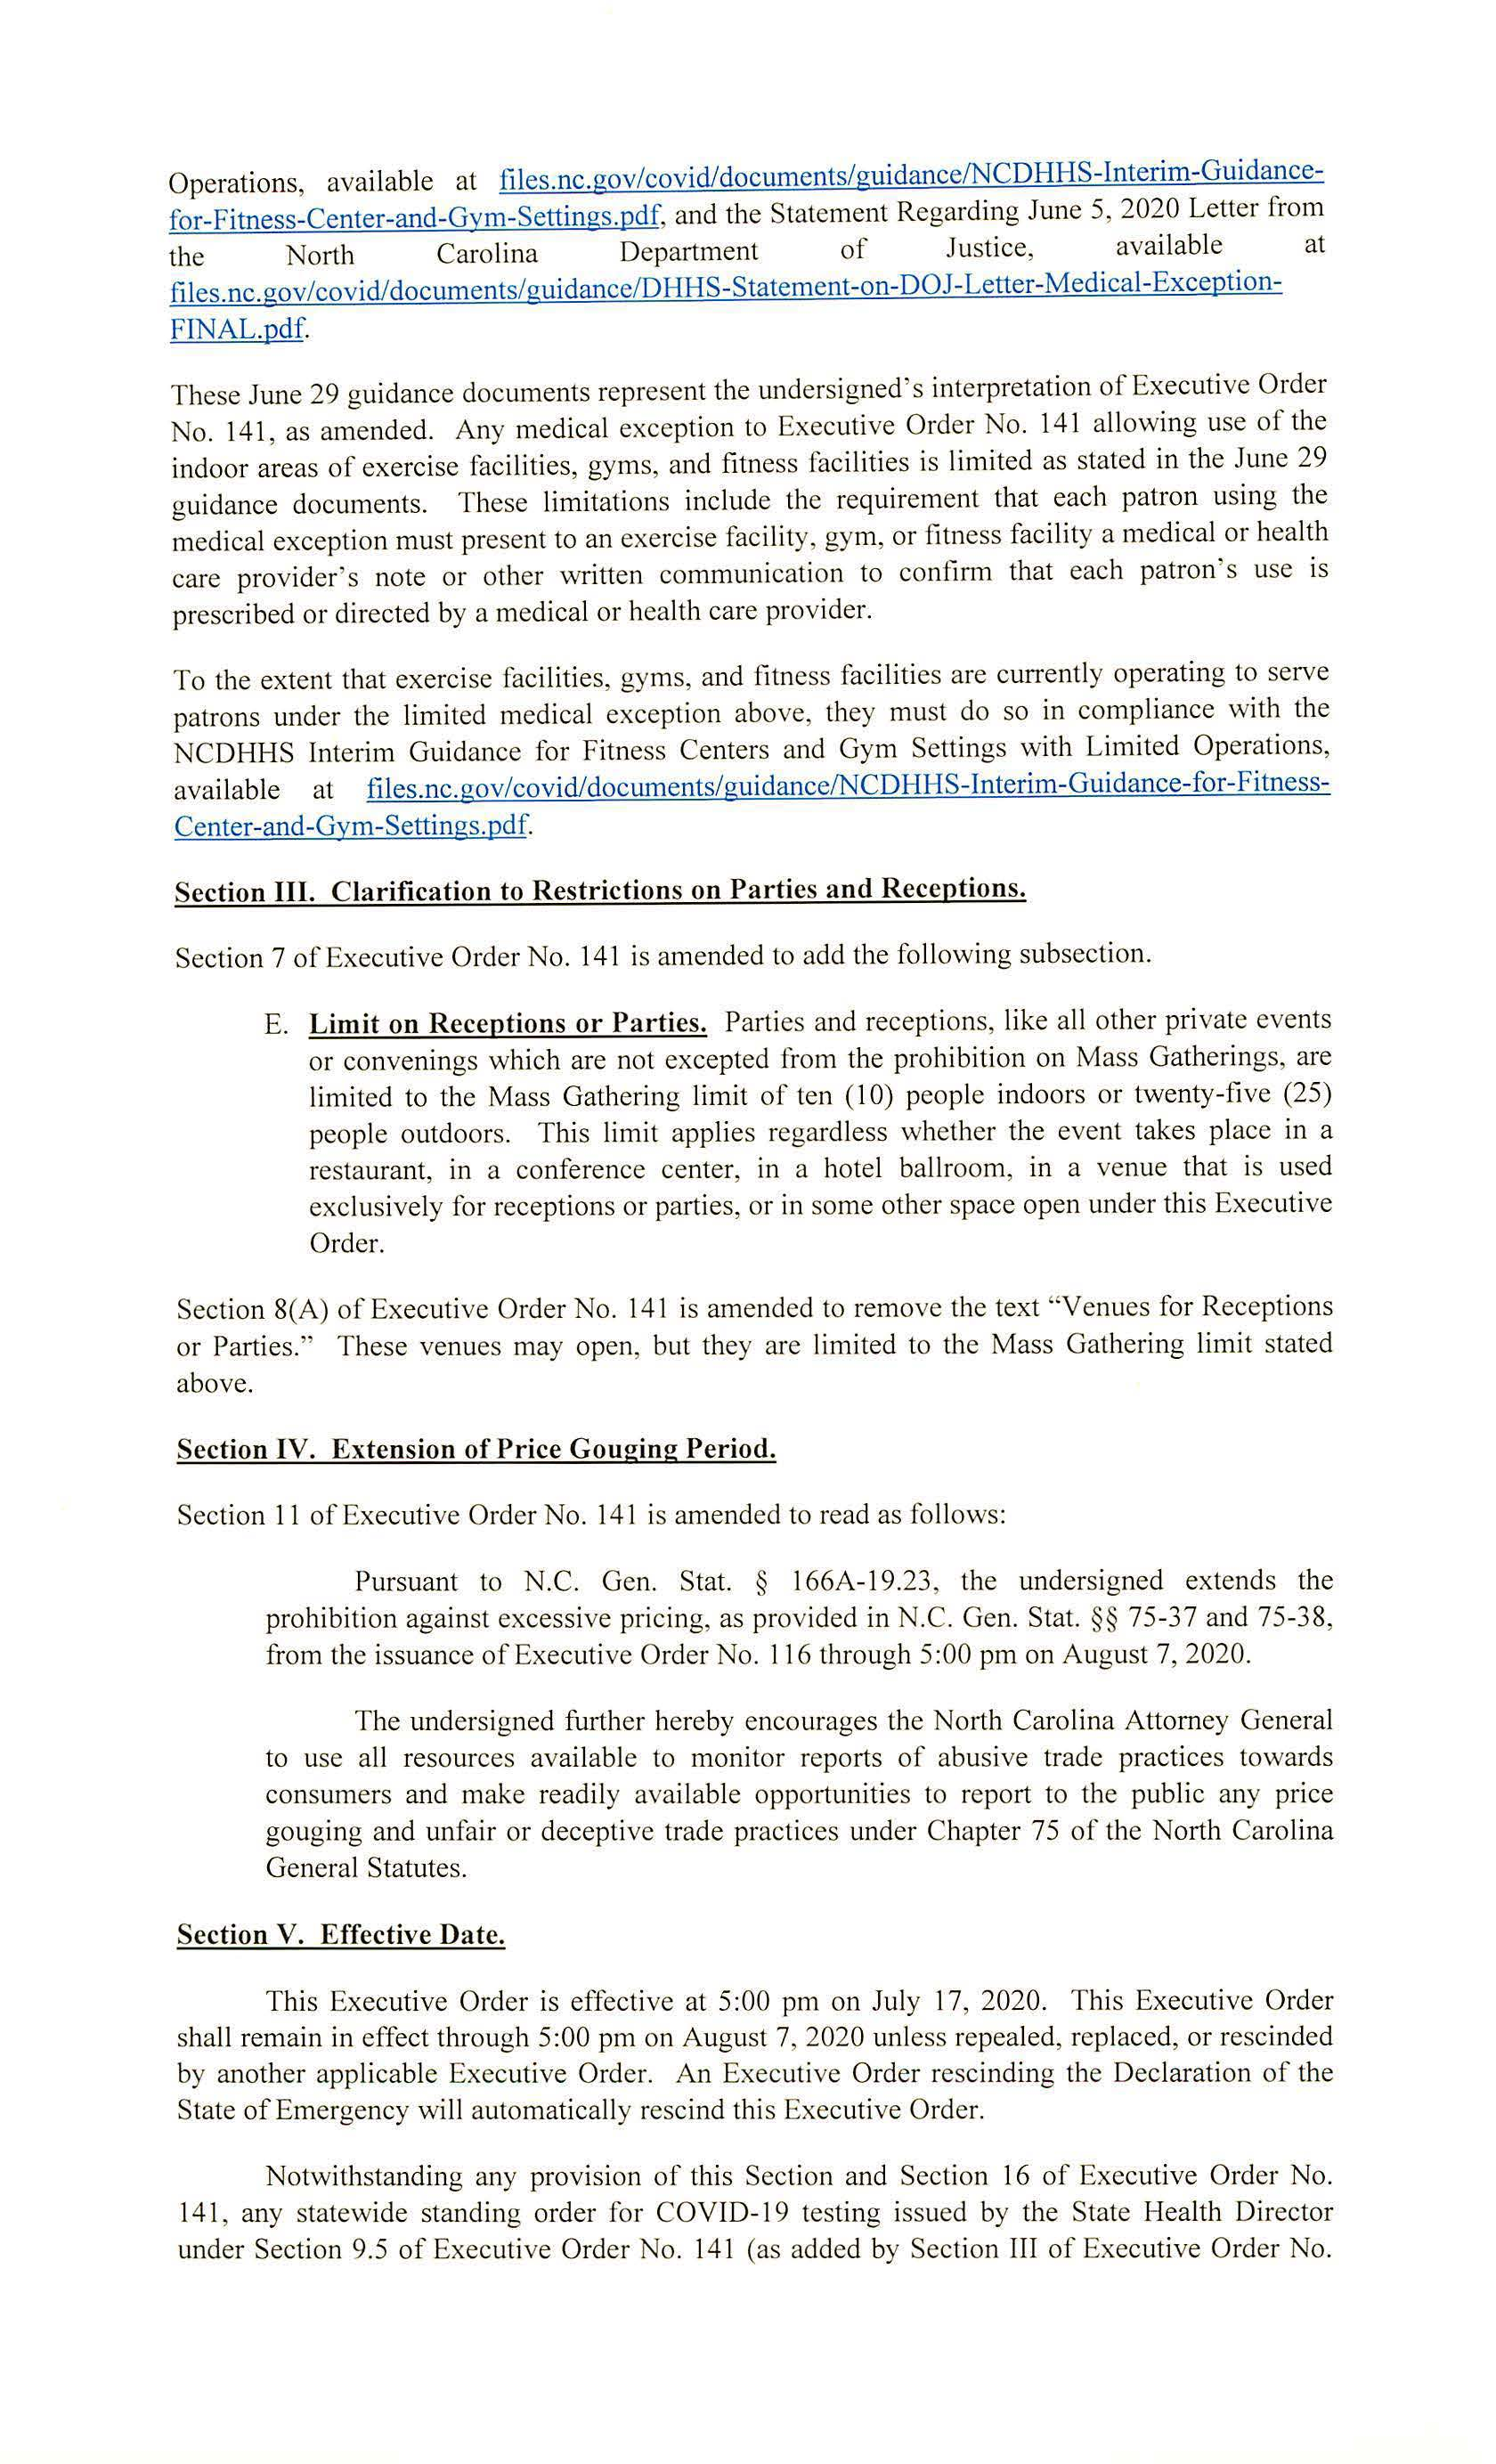 Operations, available at files.nc.gov/covid/documents/guidance/NCDHHS-Interim-Guidance-
for-Fitness-Center-and-Gym-Settings.pdf, and the Statement Regarding June 5, 2020 Letter from
the North Carolina Department of Justice, available at
files.nc.gov/covid/documents/guidance/DHHS-Statement-on-DOJ-Letter-Medical-Exception-
FINAL.pdf.
These June 29 guidance documents represent the undersigned's interpretation of Executive Order
No. 141, as amended. Any medical exception to Executive Order No. 141 allowing use of the
indoor areas of exercise facilities, gyms, and fitness facilities is limited as stated in the June 29
guidance documents. These limitations include the requirement that each patron using the
medical exception must present to an exercise facility, gym, or fitness facility a medical or health
care provider's note or other written communication to confirm that each patron's use is
prescribed or directed by a medical or health care provider.
To the extent that exercise facilities, gyms, and fitness facilities are currently operating to serve
patrons under the limited medical exception above, they must do so in compliance with the
NCDHHS Interim Guidance for Fitness Centers and Gym Settings with Limited Operations,
available at files.nc.gov/covid/documents/guidance/NCDHHS-Interim-Guidance-for-Fitness-
Center-and-Gym-Settings.pdf.
Section III. Clarification to Restrictions on Parties and Receptions.
Section 7 of Executive Order No. 141 is amended to add the following subsection.
E. Limit on Receptions or Parties. Parties and receptions, like all other private events
or convenings which are not excepted from the prohibition on Mass Gatherings, are
limited to the Mass Gathering limit of ten (10) people indoors or twenty-five (25)
people outdoors. This limit applies regardless whether the event takes place in a
restaurant, in a conference center, in a hotel ballroom, in a venue that is used
exclusively for receptions or parties, or in some other space open under this Executive
Order.
Section 8(A) of Executive Order No. 141 is amended to remove the text “Venues for Receptions
or Parties.” These venues may open, but they are limited to the Mass Gathering limit stated
above.
Section IV. Extension of Price Gouging Period.
Section 11 of Executive Order No. 141 is amended to read as follows:
Pursuant to N.C. Gen. Stat. § 166A-19.23, the undersigned extends the
prohibition against excessive pricing, as provided in N.C. Gen. Stat. §§ 75-37 and 75-38,
from the issuance of Executive Order No. 116 through 5:00 pm on August 7, 2020.
The undersigned further hereby encourages the North Carolina Attorney General
to use all resources available to monitor reports of abusive trade practices towards
consumers and make readily available opportunities to report to the public any price
gouging and unfair or deceptive trade practices under Chapter 75 of the North Carolina
General Statutes.
Section V. Effective Date.
This Executive Order is effective at 5:00 pm on July 17, 2020. This Executive Order
shall remain in effect through 5:00 pm on August 7, 2020 unless repealed, replaced, or rescinded
by another applicable Executive Order. An Executive Order rescinding the Declaration of the
State of Emergency will automatically rescind this Executive Order.
Notwithstanding any provision of this Section and Section 16 of Executive Order No.
141, any statewide standing order for COVID-19 testing issued by the State Health Director
under Section 9.5 of Executive Order No. 141 (as added by Section III of Executive Order No.